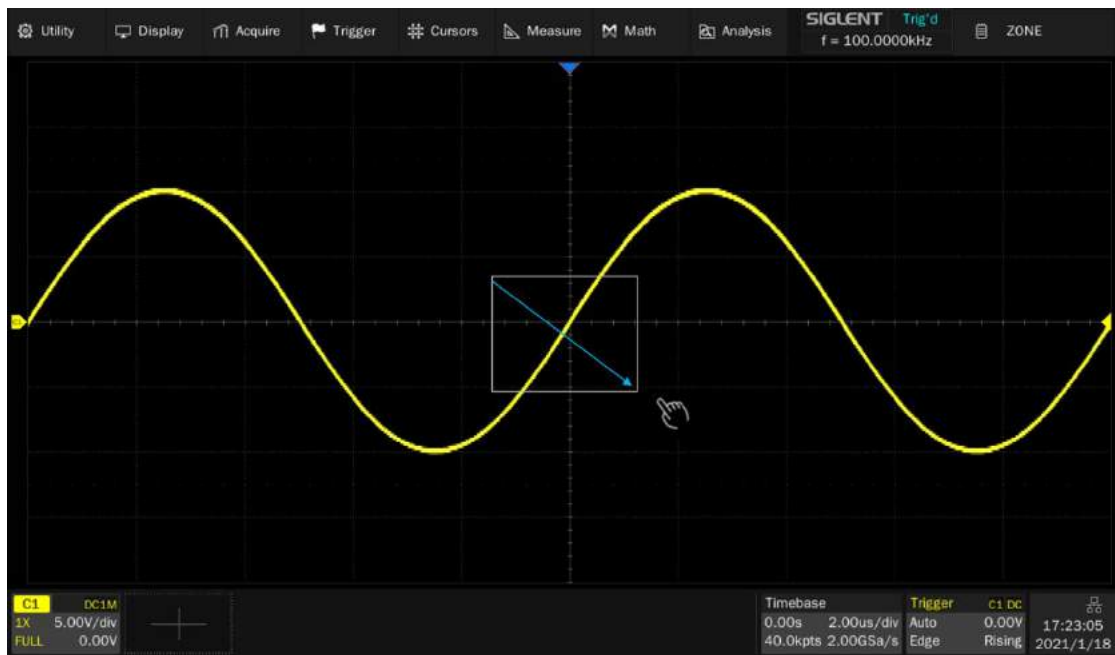 Utility Display Acquire Trigger Cursors Measure Math Analysis SIGLENT Trig'd ZONE
f = 100.0000kHz
C1 DC1M
1X 5.00V/div
FULL 0.00V
Timebase
0.00s 2.00us/div
40.0kpts 2.00GSa/s
Trigger C1 DC
Auto 0.00V
Edge Rising
17:23:05
2021/1/18